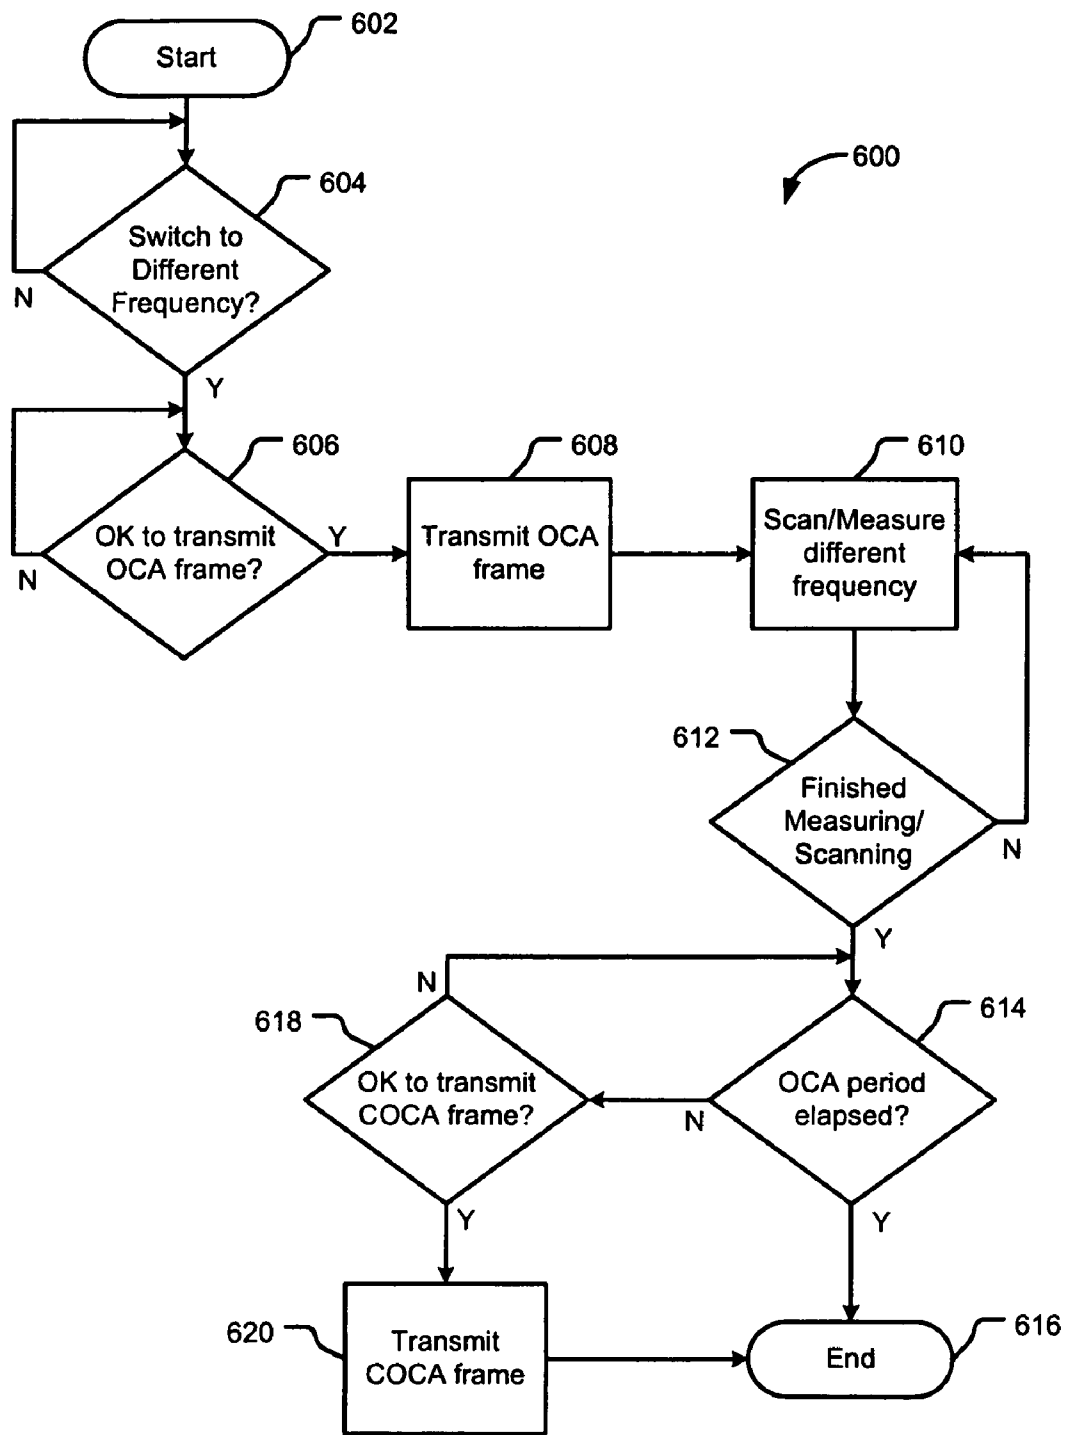 602
Start
600
604
Switch to
Different
Frequency?
N
Y
606
608
610
OK to transmit
OCA frame?
N
Y
Transmit OCA
frame
Scan/Measure
different
frequency
612
Finished
Measuring/
Scanning
N
Y
N
618
614
OK to transmit
COCA frame?
N
OCA period
elapsed?
Y
Y
620
Transmit
COCA frame
End
616